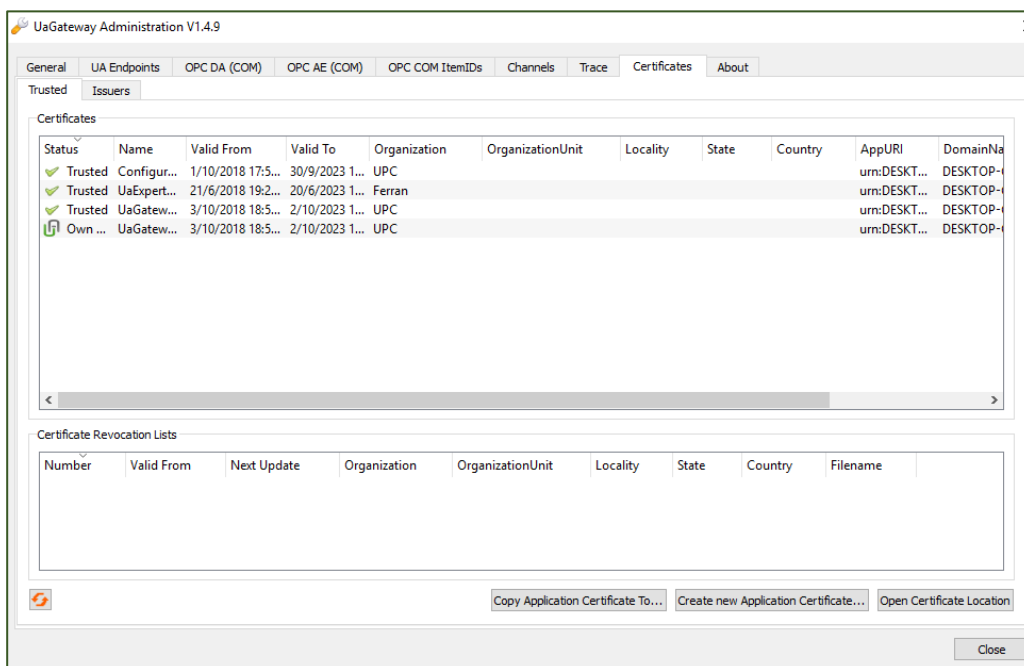 UaGateway Administration V1.4.9
General UA Endpoints OPC DA (COM) OPC AE (COM) OPC COM ItemIDs Channels Trace Certificates About
Trusted Issuers
Certificates
Status Name Valid From Valid To Organization OrganizationUnit Locality State Country AppURI DomainNa
Trusted Configur... 1/10/2018 17:5... 30/9/2023 1... UPC urn:DESKT... DESKTOP-
Trusted UaExpert... 21/6/2018 19:2... 20/6/2023 1... Ferran urn:DESKT... DESKTOP-
Trusted UaGatew... 3/10/2018 18:5... 2/10/2023 1... UPC urn:DESKT... DESKTOP-
Own ... UaGatew... 3/10/2018 18:5... 2/10/2023 1... UPC urn:DESKT... DESKTOP-
Certificate Revocation Lists
Number Valid From Next Update Organization OrganizationUnit Locality State Country Filename
Copy Application Certificate To... Create new Application Certificate... Open Certificate Location
Close